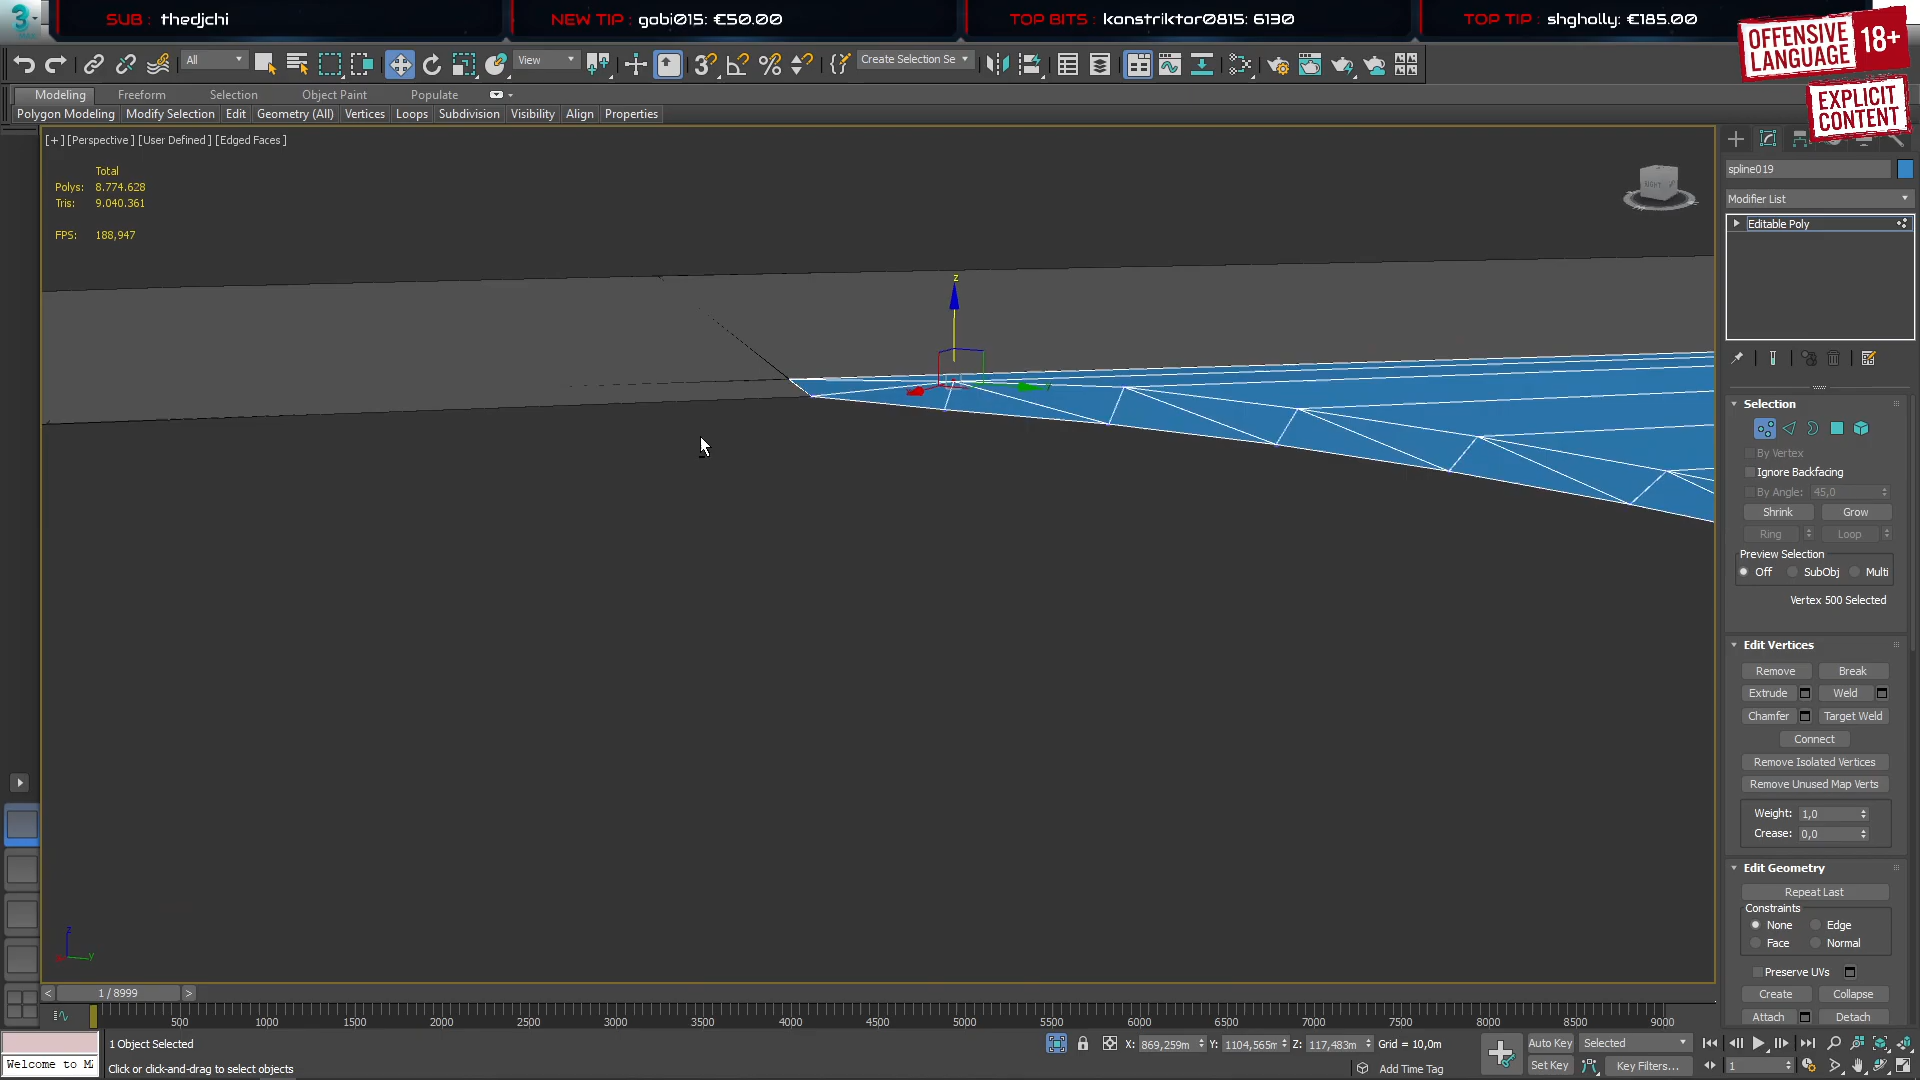 SUB : thedjchi
NEW TIP : gobi015: €50.00
TOP BITS : konstriktor0815: 6130
TOP TIP : shgholly: €185.00
OFFENSIVE LANGUAGE 18+
EXPLICIT CONTENT
All
View
Create Selection Se
Modeling Freeform Selection Object Paint Populate
Polygon Modeling Modify Selection Edit Geometry (All) Vertices Loops Subdivision Visibility Align Properties
[+] [Perspective] [User Defined] [Edged Faces]
Total
Polys: 8.774.628
Tris: 9.040.361
FPS: 188,947
z
spline019
Modifier List
Editable Poly
Selection
By Vertex
Ignore Backfacing
By Angle: 45,0
Shrink Grow
Ring Loop
Preview Selection
Off SubObj Multi
Vertex 500 Selected
Edit Vertices
Remove Break
Extrude Weld
Chamfer Target Weld
Connect
Remove Isolated Vertices
Remove Unused Map Verts
Weight: 1,0
Crease: 0,0
Edit Geometry
Repeat Last
Constraints
None Edge
Face Normal
Preserve UVs
Create Collapse
Attach Detach
z
y
< 1 / 8999 >
500 1000 1500 2000 2500 3000 3500 4000 4500 5000 5500 6000 6500 7000 7500 8000 8500 9000
1 Object Selected
X: 869,259m Y: 1104,565m Z: 117,483m Grid = 10,0m
Auto Key Selected
Welcome to M
Click or click-and-drag to select objects
Add Time Tag
Set Key Key Filters...
1